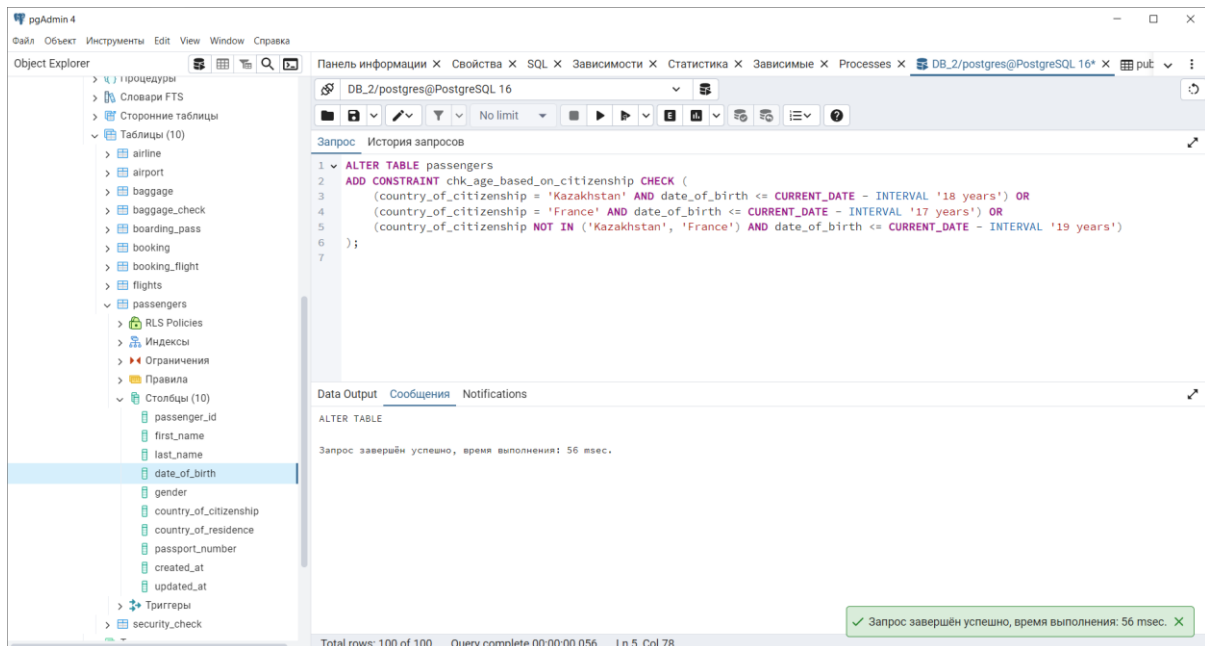 pgAdmin 4
Файл Объект Инструменты Edit View Window Справка
Object Explorer
Панель информации Свойства SQL Зависимости Статистика Зависимые Processes DB_2/postgres@PostgreSQL 16* pub
DB_2/postgres@PostgreSQL 16
No limit
Запрос История запросов
1 ALTER TABLE passengers
2 ADD CONSTRAINT chk_age_based_on_citizenship CHECK (
3 (country_of_citizenship = 'Kazakhstan' AND date_of_birth <= CURRENT_DATE - INTERVAL '18 years') OR
4 (country_of_citizenship = 'France' AND date_of_birth <= CURRENT_DATE - INTERVAL '17 years') OR
5 (country_of_citizenship NOT IN ('Kazakhstan', 'France') AND date_of_birth <= CURRENT_DATE - INTERVAL '19 years')
6 );
7
Процедуры
Словари FTS
Сторонние таблицы
Таблицы (10)
airline
airport
baggage
baggage_check
boarding_pass
booking
booking_flight
flights
passengers
RLS Policies
Индексы
Ограничения
Правила
Столбцы (10)
passenger_id
first_name
last_name
date_of_birth
gender
country_of_citizenship
country_of_residence
passport_number
created_at
updated_at
Триггеры
security_check
Data Output Сообщения Notifications
ALTER TABLE
Запрос завершён успешно, время выполнения: 56 msec.
Запрос завершён успешно, время выполнения: 56 msec.
Total rows: 100 of 100 Query complete 00:00:00.056 Ln 5, Col 78